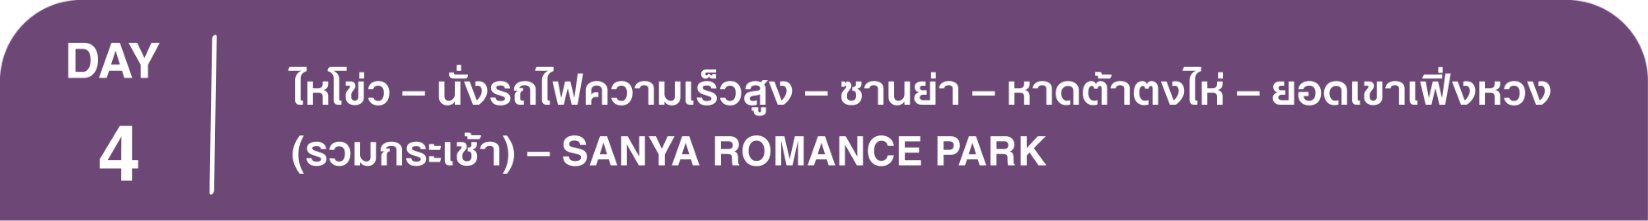 DAY
4
ไหโข่ว – นั่งรถไฟความเร็วสูง – ซานย่า – หาดต้าตงไห่ – ยอดเขาเฟิ่งหวง
(รวมกระเช้า) – SANYA ROMANCE PARK